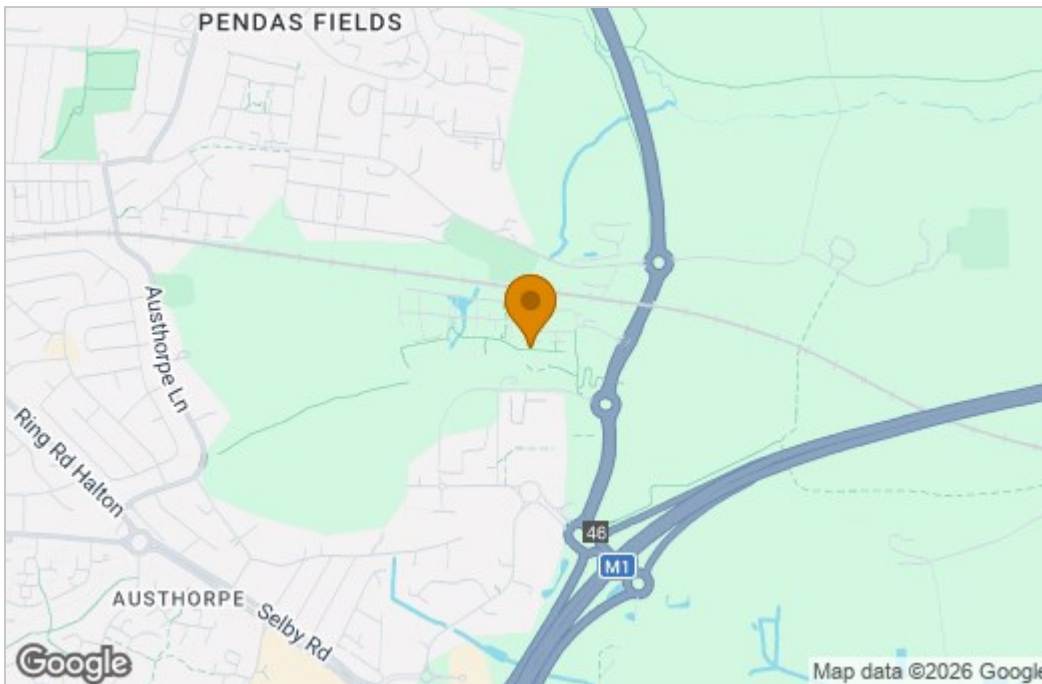 PENDAS FIELDS
Austhorpe Ln
Ring Rd Halton
46
M1
AUSTHORPE
Selby Rd
Google
Map data ©2026 Google